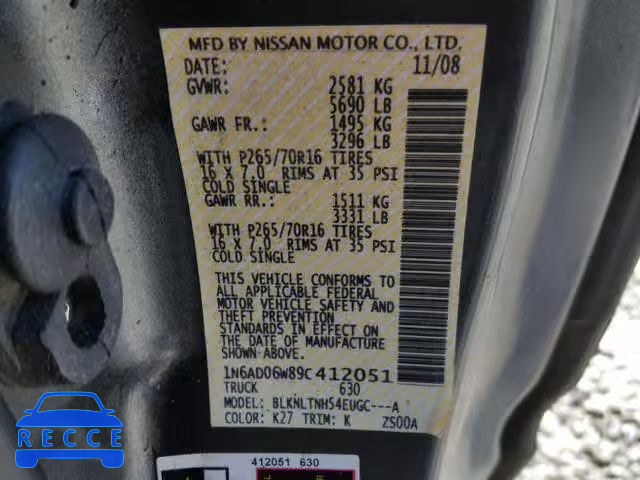 MFD BY NISSAN MOTOR CO., LTD.
DATE: 11/08
GVWR: 2581 KG
5690 LB
GAWR FR.: 1495 KG
3296 LB
WITH P265/70R16 TIRES
16 X 7.0 RIMS AT 35 PSI
COLD SINGLE
GAWR RR.: 1511 KG
3331 LB
WITH P265/70R16 TIRES
16 X 7.0 RIMS AT 35 PSI
COLD SINGLE
THIS VEHICLE CONFORMS TO
ALL APPLICABLE FEDERAL
MOTOR VEHICLE SAFETY AND
THEFT PREVENTION
STANDARDS IN EFFECT ON
THE DATE OF MANUFACTURE
SHOWN ABOVE.
1N6AD06W89C412051
TRUCK 630
MODEL: BLKNLTNH54EUGC---A
COLOR: K27 TRIM: K ZS00A
412051 630
RECEDB